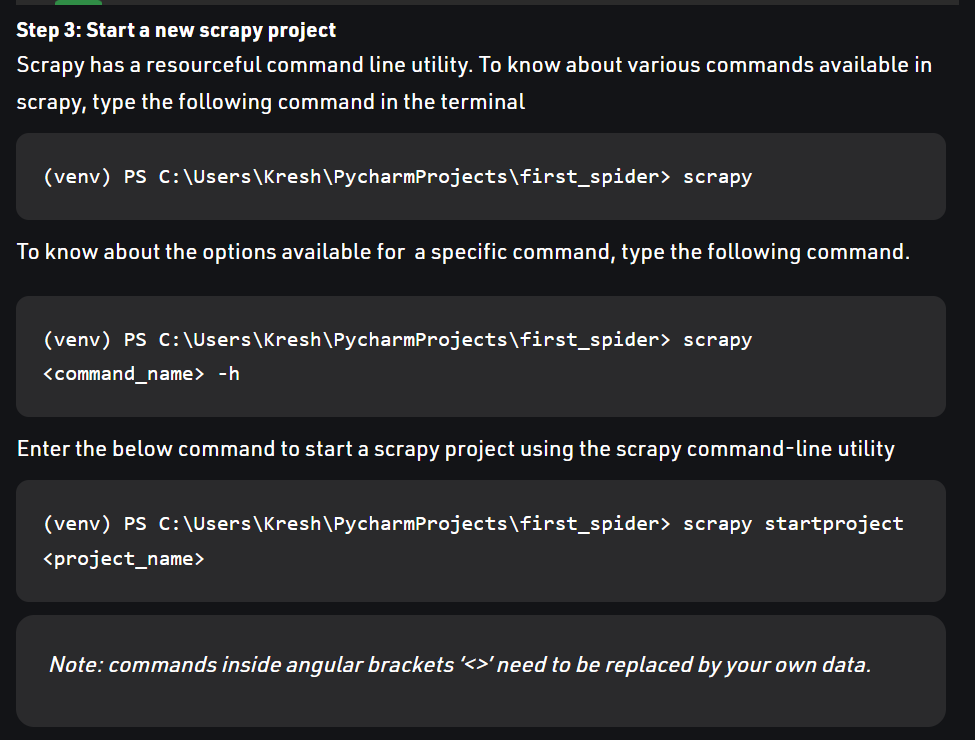 Step 3: Start a new scrapy project
Scrapy has a resourceful command line utility. To know about various commands available in
scrapy, type the following command in the terminal
(venv) PS C:\Users\Kresh\PycharmProjects\first_spider> scrapy
To know about the options available for  a specific command, type the following command.
(venv) PS C:\Users\Kresh\PycharmProjects\first_spider> scrapy
<command_name> -h
Enter the below command to start a scrapy project using the scrapy command-line utility
(venv) PS C:\Users\Kresh\PycharmProjects\first_spider> scrapy startproject
<project_name>
Note: commands inside angular brackets '<>' need to be replaced by your own data.